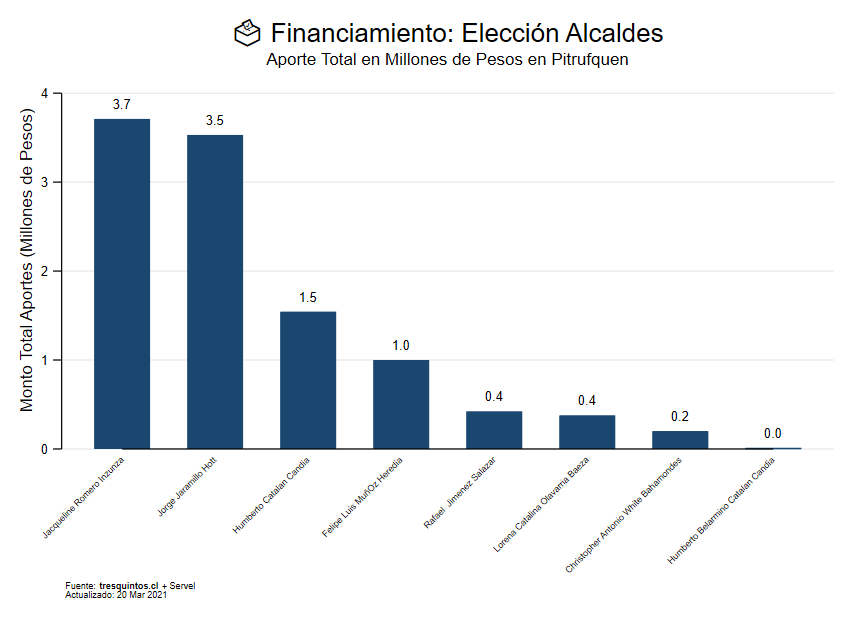 Financiamiento: Elección Alcaldes
Aporte Total en Millones de Pesos en Pitrufquen
Monto Total Aportes (Millones de Pesos)
4
3
2
1
0
3.7
3.5
1.5
1.0
0.4
0.4
0.2
0.0
Jacqueline Romero Inzunza
Jorge Jaramillo Hott
Humberto Catalan Candia
Felipe Luis MuñOz Heredia
Rafael Jimenez Salazar
Lorena Catalina Olavarria Baeza
Christopher Antonio White Bahamondes
Humberto Belarmino Catalan Candia
Fuente: tresquintos.cl + Servel
Actualizado: 20 Mar 2021